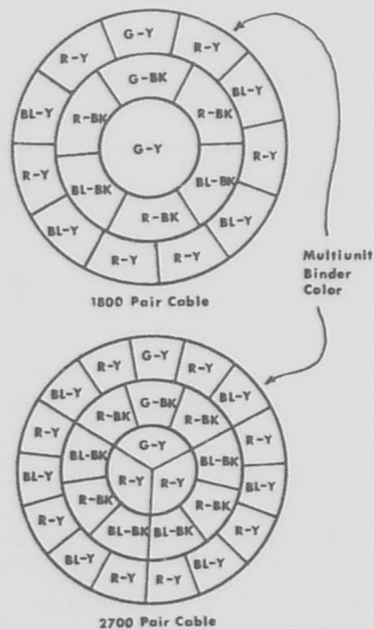 R-Y G-Y R-Y
G-BK
BL-Y R-BK R-BK BL-Y
R-Y G-Y R-Y
BL-BK BL-BK
BL-Y R-BK BL-Y
R-Y R-Y
1800 Pair Cable
Multiunit
Binder
Color
R-Y G-Y R-Y
BL-Y BL-Y
R-BK G-BK R-BK
R-Y G-Y R-Y
BL-BK BL-BK
BL-Y R-Y R-Y BL-Y
R-BK R-BK
R-Y BL-BK BL-BK R-Y
BL-Y BL-Y
R-Y R-Y
2700 Pair Cable